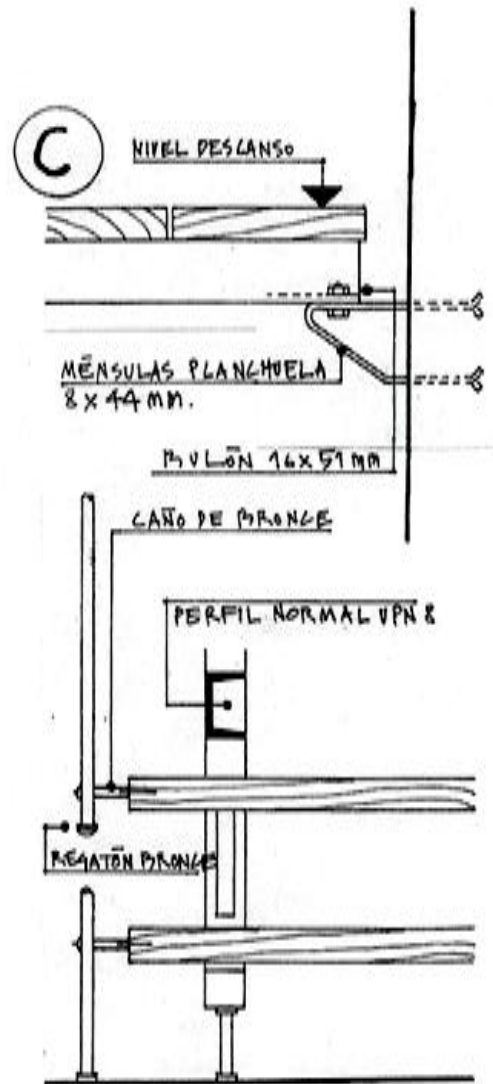 C
NIVEL DESCANSO
MÉNSULAS PLANCHUELA
8 x 44 MM.
BULÓN 16 x 51 MM
CAÑO DE BRONCE
PERFIL NORMAL UPN 8
REGATÓN BRONCE